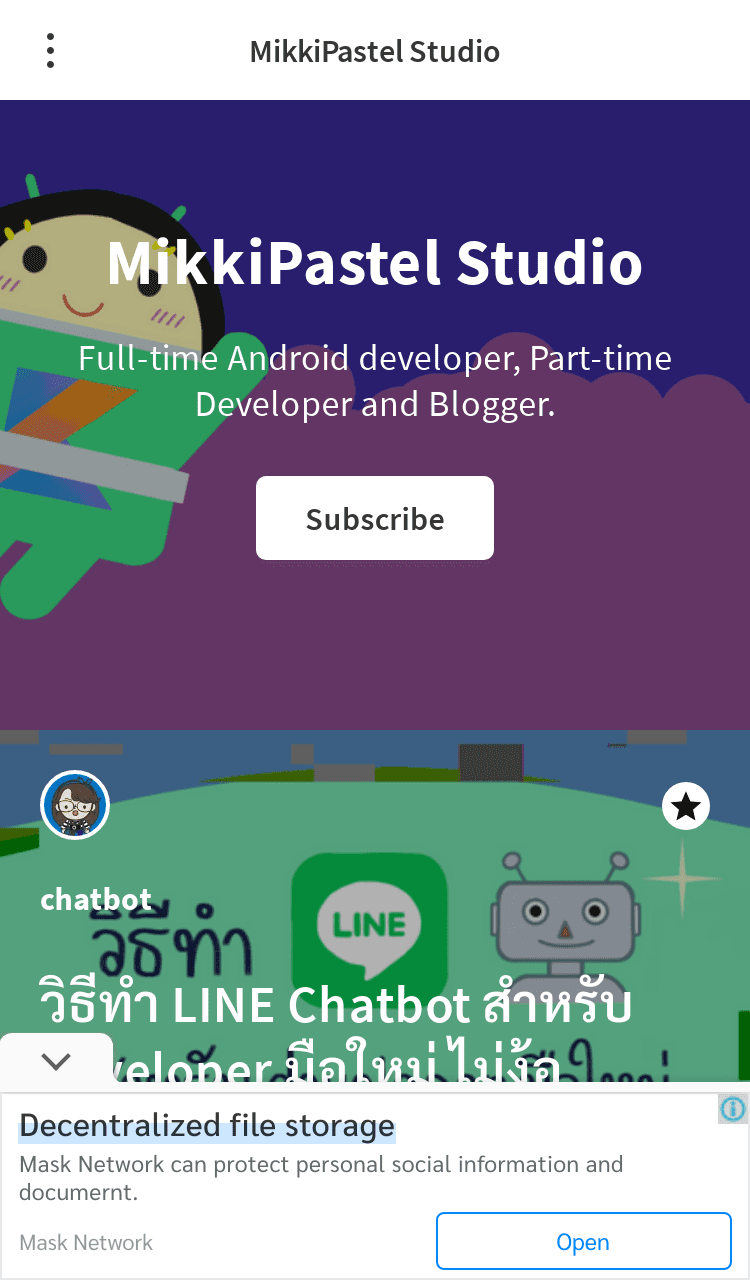 MikkiPastel Studio
MikkiPastel Studio
Full-time Android developer, Part-time
Developer and Blogger.
Subscribe
chatbot
วิธีทำ
LINE
วิธีทำ LINE Chatbot สำหรับ
veloper มือใหม่ ไม่ง้อ
Decentralized file storage
Mask Network can protect personal social information and
documernt.
Mask Network
Open